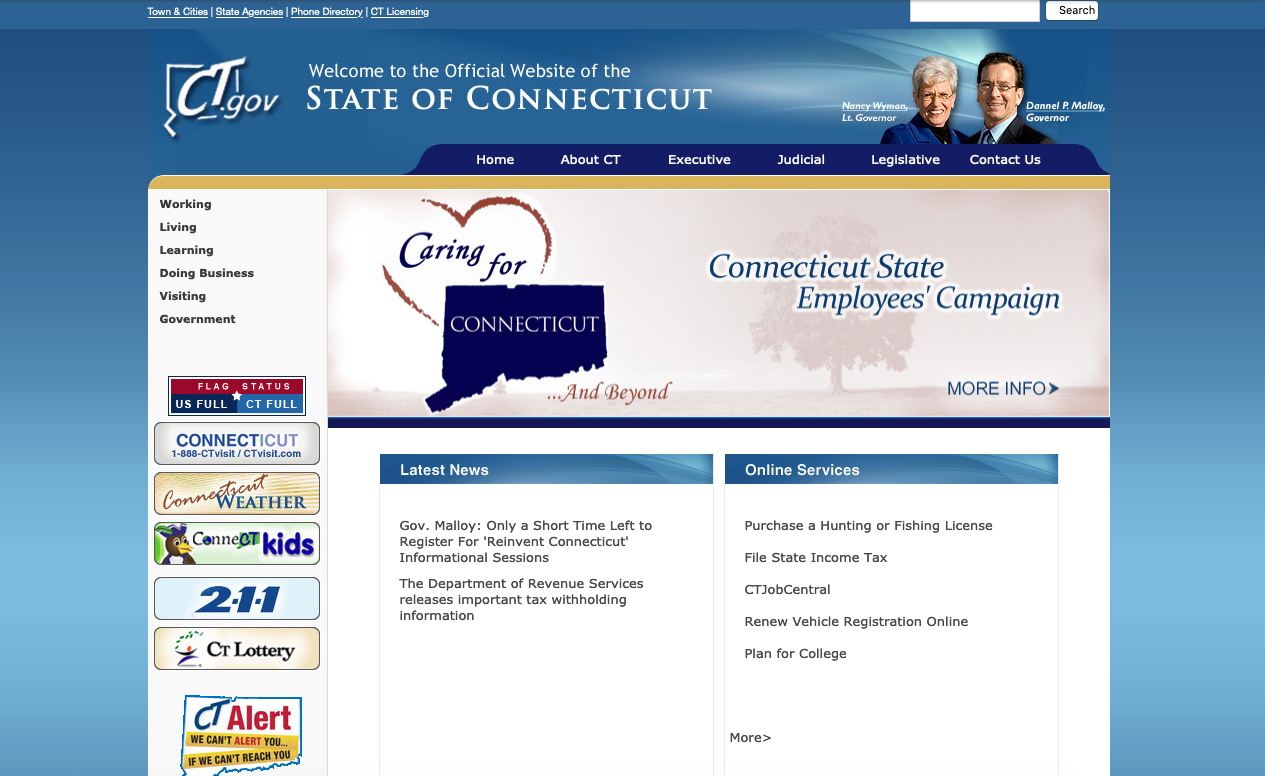 Town & Cities | State Agencies | Phone Directory | CT Licensing
Search
CT.gov
Welcome to the Official Website of the
STATE OF CONNECTICUT
Nancy Wyman,
Lt. Governor
Dannel P. Malloy,
Governor
Home About CT Executive Judicial Legislative Contact Us
Working
Living
Learning
Doing Business
Visiting
Government
FLAG STATUS
US FULL CT FULL
CONNECTICUT
1-888-CTvisit / CTvisit.com
Connecticut
WEATHER
ConneCT kids
2-1-1
CT Lottery
CT Alert
WE CAN'T ALERT YOU...
IF WE CAN'T REACH YOU
Caring for
CONNECTICUT
...And Beyond
Connecticut State
Employees' Campaign
MORE INFO
Latest News
Gov. Malloy: Only a Short Time Left to
Register For 'Reinvent Connecticut'
Informational Sessions
The Department of Revenue Services
releases important tax withholding
information
Online Services
Purchase a Hunting or Fishing License
File State Income Tax
CTJobCentral
Renew Vehicle Registration Online
Plan for College
More>